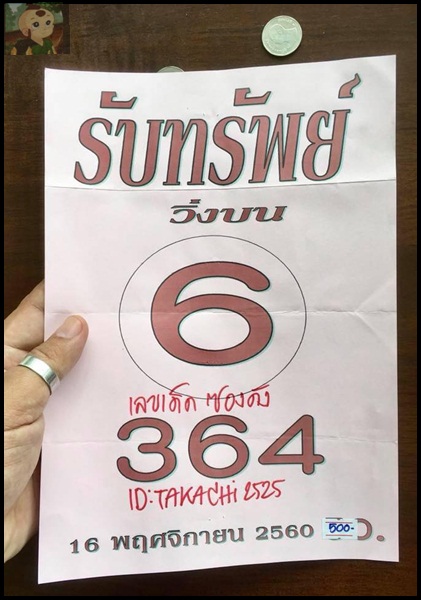 รับทรัพย์
วิ่งบน
6
เลขเด็ด ซองดัง
364
ID:TAKACHi 2525
16 พฤศจิกายน 2560 500-